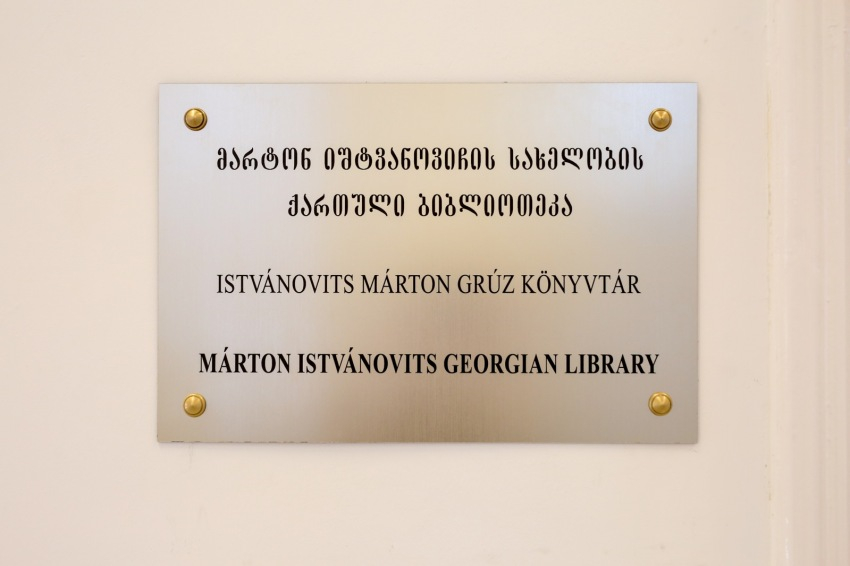 მარტონ იშტვანოვიჩის სახელობის
ქართული ბიბლიოთეკა
ISTVÁNOVITS MÁRTON GRÚZ KÖNYVTÁR
MÁRTON ISTVÁNOVITS GEORGIAN LIBRARY